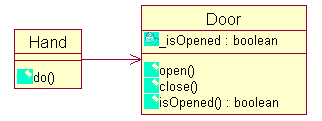 Hand
do()
Door
_isOpened : boolean
open()
close()
isOpened() : boolean